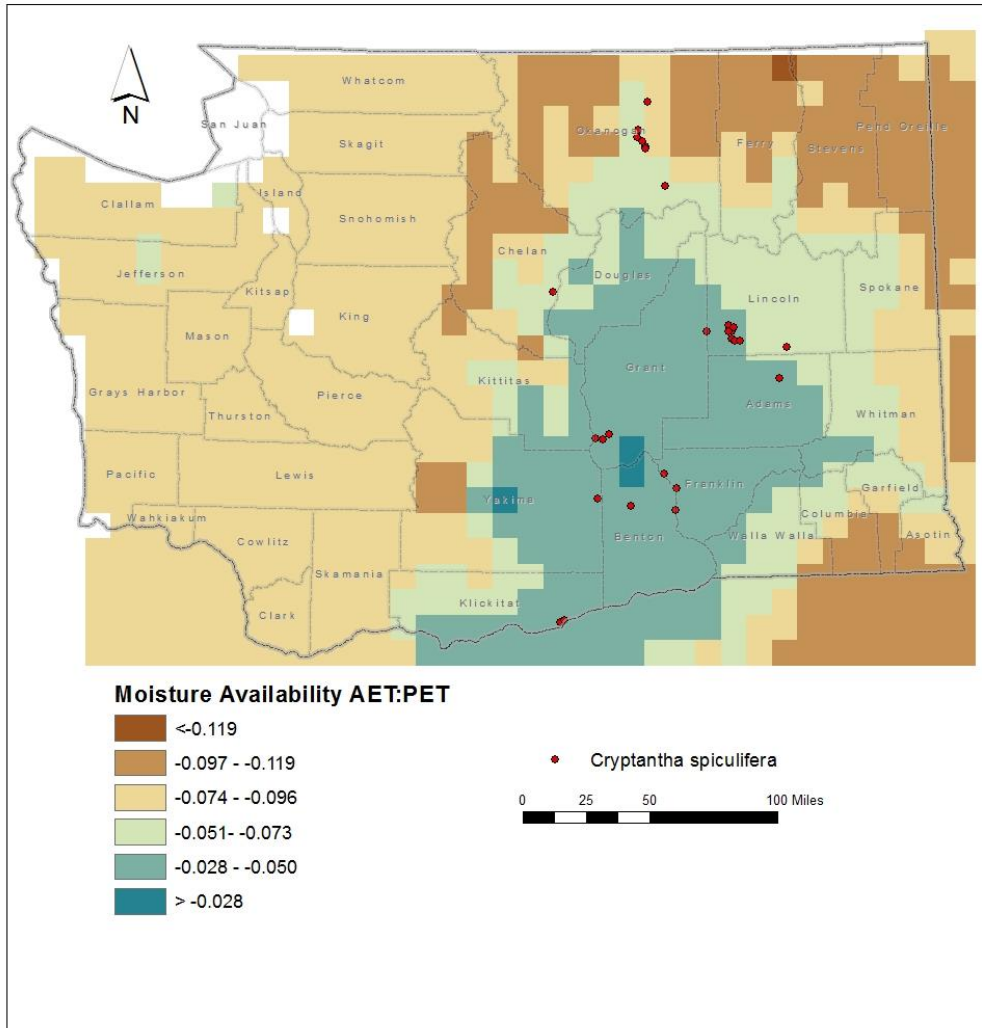 N
Whatcom
San Juan
Okanogan
Pend Oreille
Skagit
Ferry
Stevens
Island
Clallam
Snohomish
Chelan
Jefferson
Douglas
Kitsap
Lincoln
Spokane
King
Mason
Grant
Kittitas
Grays Harbor
Pierce
Adams
Thurston
Whitman
Pacific
Lewis
Yakima
Franklin
Garfield
Wahkiakum
Columbia
Cowlitz
Benton
Walla Walla
Asotin
Skamania
Klickitat
Clark
Moisture Availability AET:PET
<-0.119
-0.097 - -0.119
-0.074 - -0.096
-0.051- -0.073
-0.028 - -0.050
> -0.028
Cryptantha spiculifera
0 25 50 100 Miles